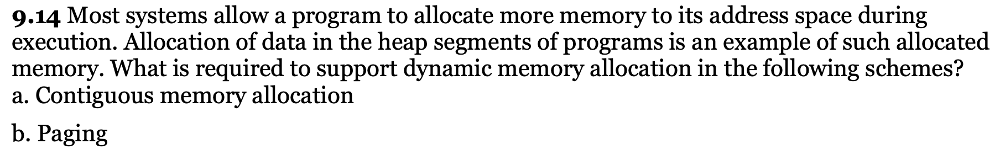 9.14 Most systems allow a program to allocate more memory to its address space during
execution. Allocation of data in the heap segments of programs is an example of such allocated
memory. What is required to support dynamic memory allocation in the following schemes?
a. Contiguous memory allocation
b. Paging